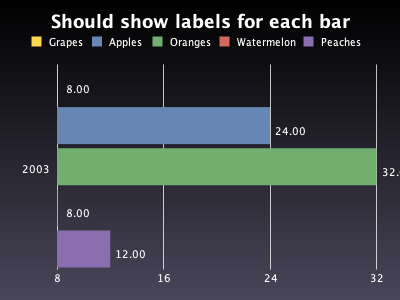 Should show labels for each bar
Grapes Apples Oranges Watermelon Peaches
8.00
24.00
2003
32.
8.00
12.00
8 16 24 32